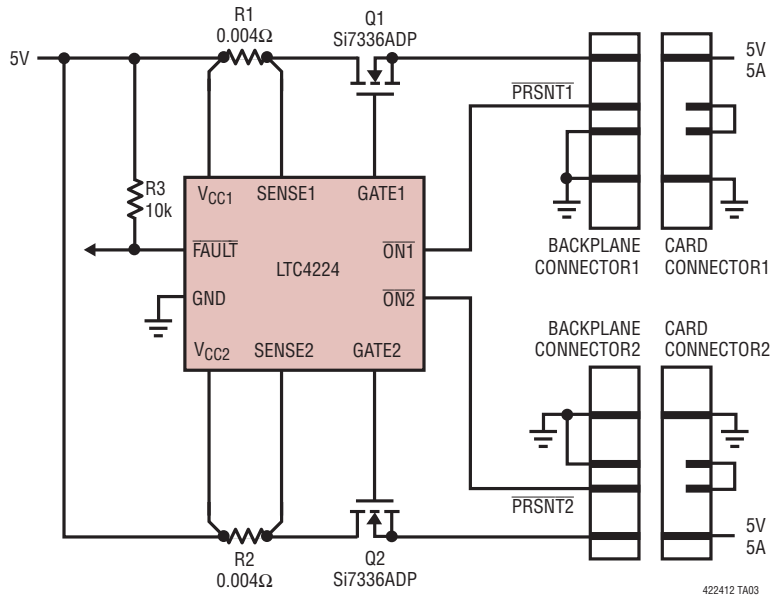 R1
0.004Ω
Q1
Si7336ADP
5V
5V
5A
PRSNT1
R3
10k
VCC1
SENSE1
GATE1
FAULT
ON1
LTC4224
GND
ON2
VCC2
SENSE2
GATE2
BACKPLANE
CONNECTOR1
CARD
CONNECTOR1
BACKPLANE
CONNECTOR2
CARD
CONNECTOR2
PRSNT2
5V
5A
R2
0.004Ω
Q2
Si7336ADP
422412 TA03